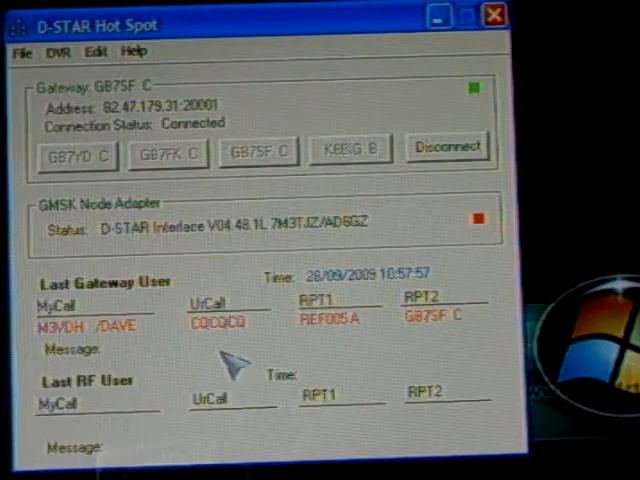 D-STAR Hot Spot
File DVR Edit Help
Gateway: GB7SF C
Address: 82.47.179.31:20001
Connection Status: Connected
GB7YD C GB7FK C GB7SF C Disconnect
GMSK Node Adapter
Status: D-STAR Interface V04.48.1L 7M3TJZ/AD6GZ
Last Gateway User Time: 26/09/2009 10:57:57
MyCall UrCall RPT1 RPT2
M3VDH /DAVE CQCQCQ REF005 A GB7SF C
Message:
Last RF User Time:
MyCall UrCall RPT1 RPT2
Message: